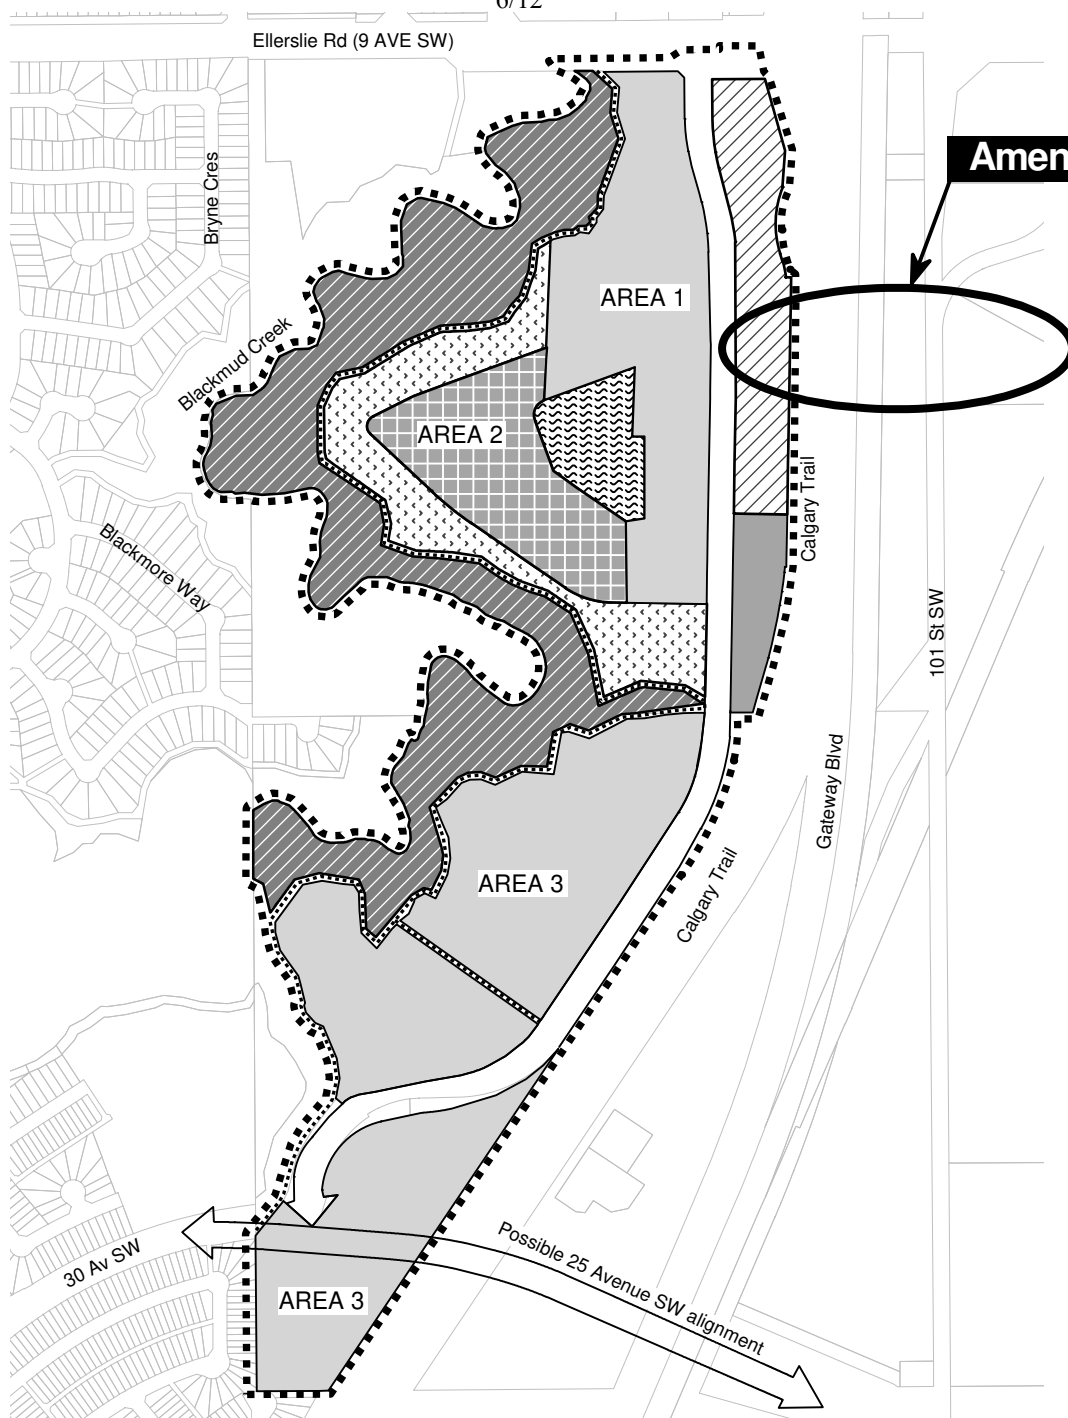 6/12
Ellerslie Rd (9 AVE SW)
Bryne Cres
Amen
AREA 1
Blackmud Creek
AREA 2
Calgary Trail
Blackmore Way
101 St SW
Gateway Blvd
AREA 3
Calgary Trail
30 Av SW
Possible 25 Avenue SW alignment
AREA 3